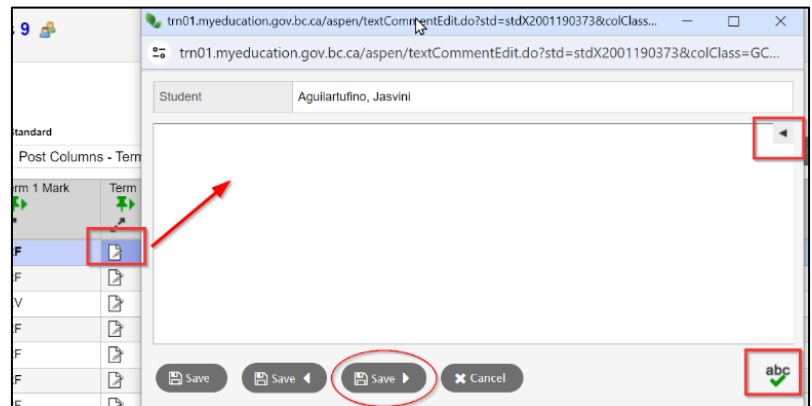 9
trn01.myeducation.gov.bc.ca/aspen/textCommentEdit.do?std=stdX2001190373&colClass...
trn01.myeducation.gov.bc.ca/aspen/textCommentEdit.do?std=stdX2001190373&colClass=GC...
Student Aguilartufino, Jasvini
Standard
Post Columns - Term
erm 1 Mark Term
F
F
V
F
F
F
F
Save Save Save Cancel
abc